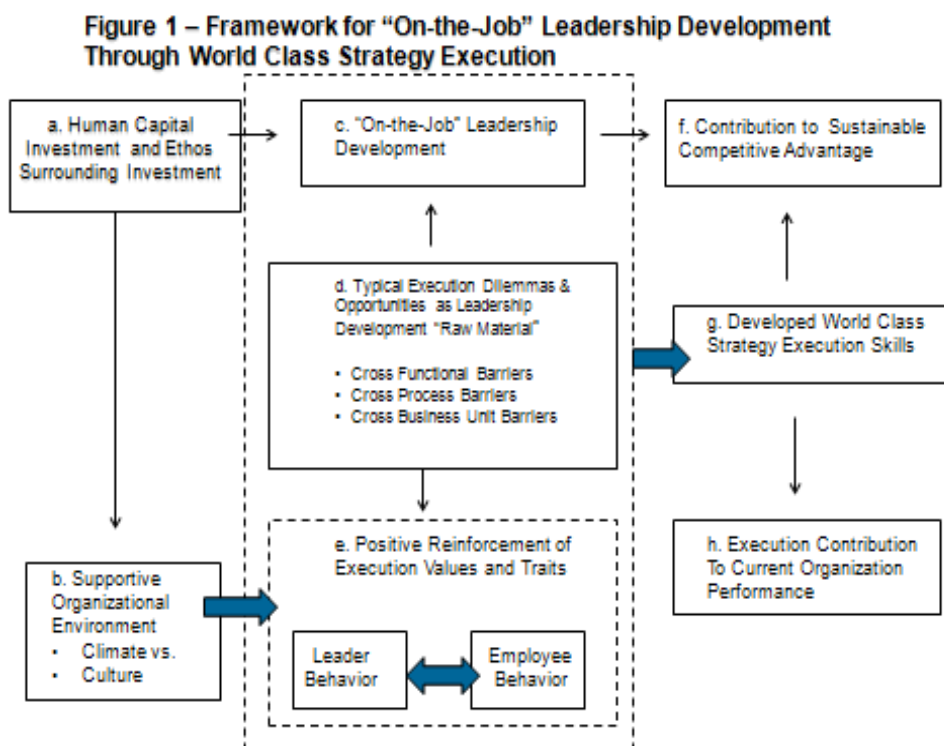 Figure 1 – Framework for “On-the-Job” Leadership Development
Through World Class Strategy Execution
a. Human Capital
Investment and Ethos
Surrounding Investment
c. “On-the-Job” Leadership
Development
f. Contribution to Sustainable
Competitive Advantage
d. Typical Execution Dilemmas &
Opportunities as Leadership
Development “Raw Material”
• Cross Functional Barriers
• Cross Process Barriers
• Cross Business Unit Barriers
g. Developed World Class
Strategy Execution Skills
b. Supportive
Organizational
Environment
• Climate vs.
• Culture
e. Positive Reinforcement of
Execution Values and Traits
Leader
Behavior
Employee
Behavior
h. Execution Contribution
To Current Organization
Performance